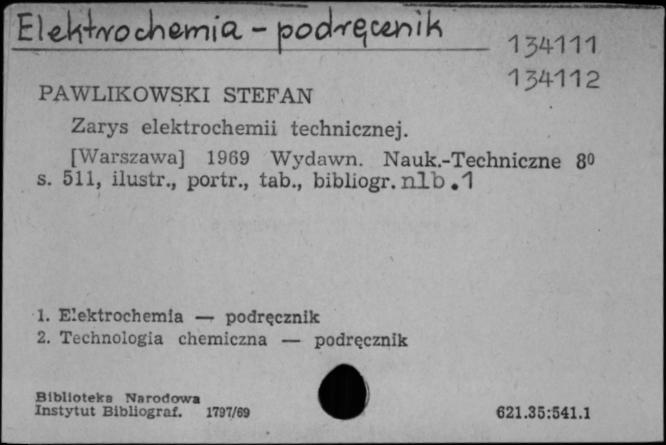 Elektrochemia - podręcenik
134111
134112
PAWLIKOWSKI STEFAN
Zarys elektrochemii technicznej.
[Warszawa] 1969 Wydawn. Nauk.-Techniczne 8⁰
s. 511, ilustr., portr., tab., bibliogr. nlb.1
1. Elektrochemia — podręcznik
2. Technologia chemiczna — podręcznik
Biblioteka Narodowa
Instytut Bibliograf. 1797/69
621.35:541.1